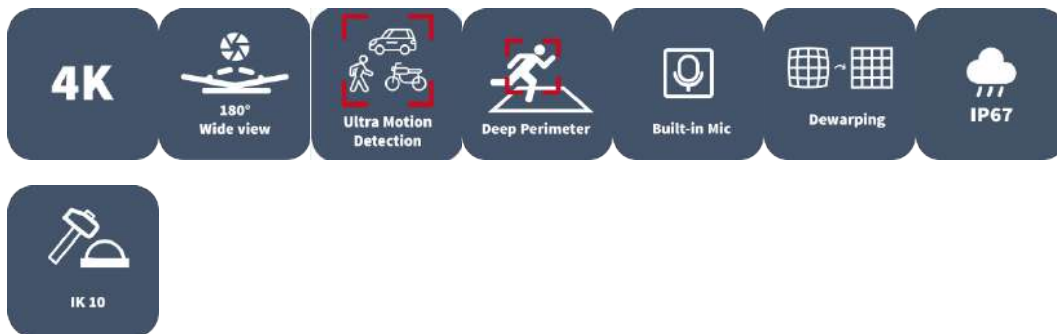 4K
180°
Wide view
Ultra Motion
Detection
Deep Perimeter
Built-in Mic
Dewarping
IP67
IK 10